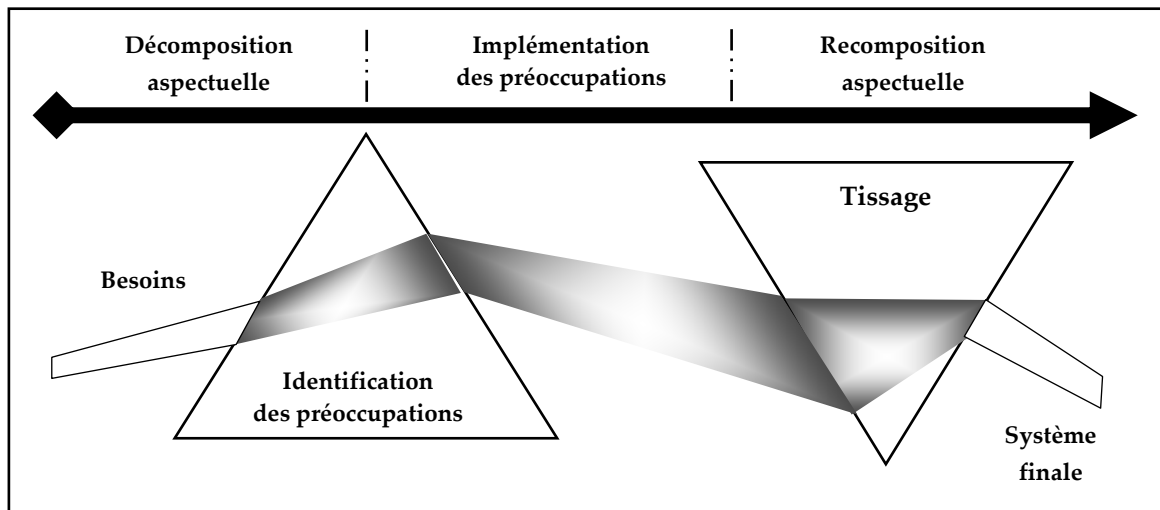 Décomposition
aspectuelle
Implémentation
des préoccupations
Recomposition
aspectuelle
Tissage
Besoins
Identification
des préoccupations
Système
finale